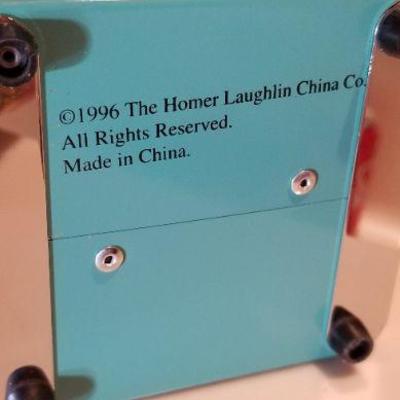 ©1996 The Homer Laughlin China Co.
All Rights Reserved.
Made in China.